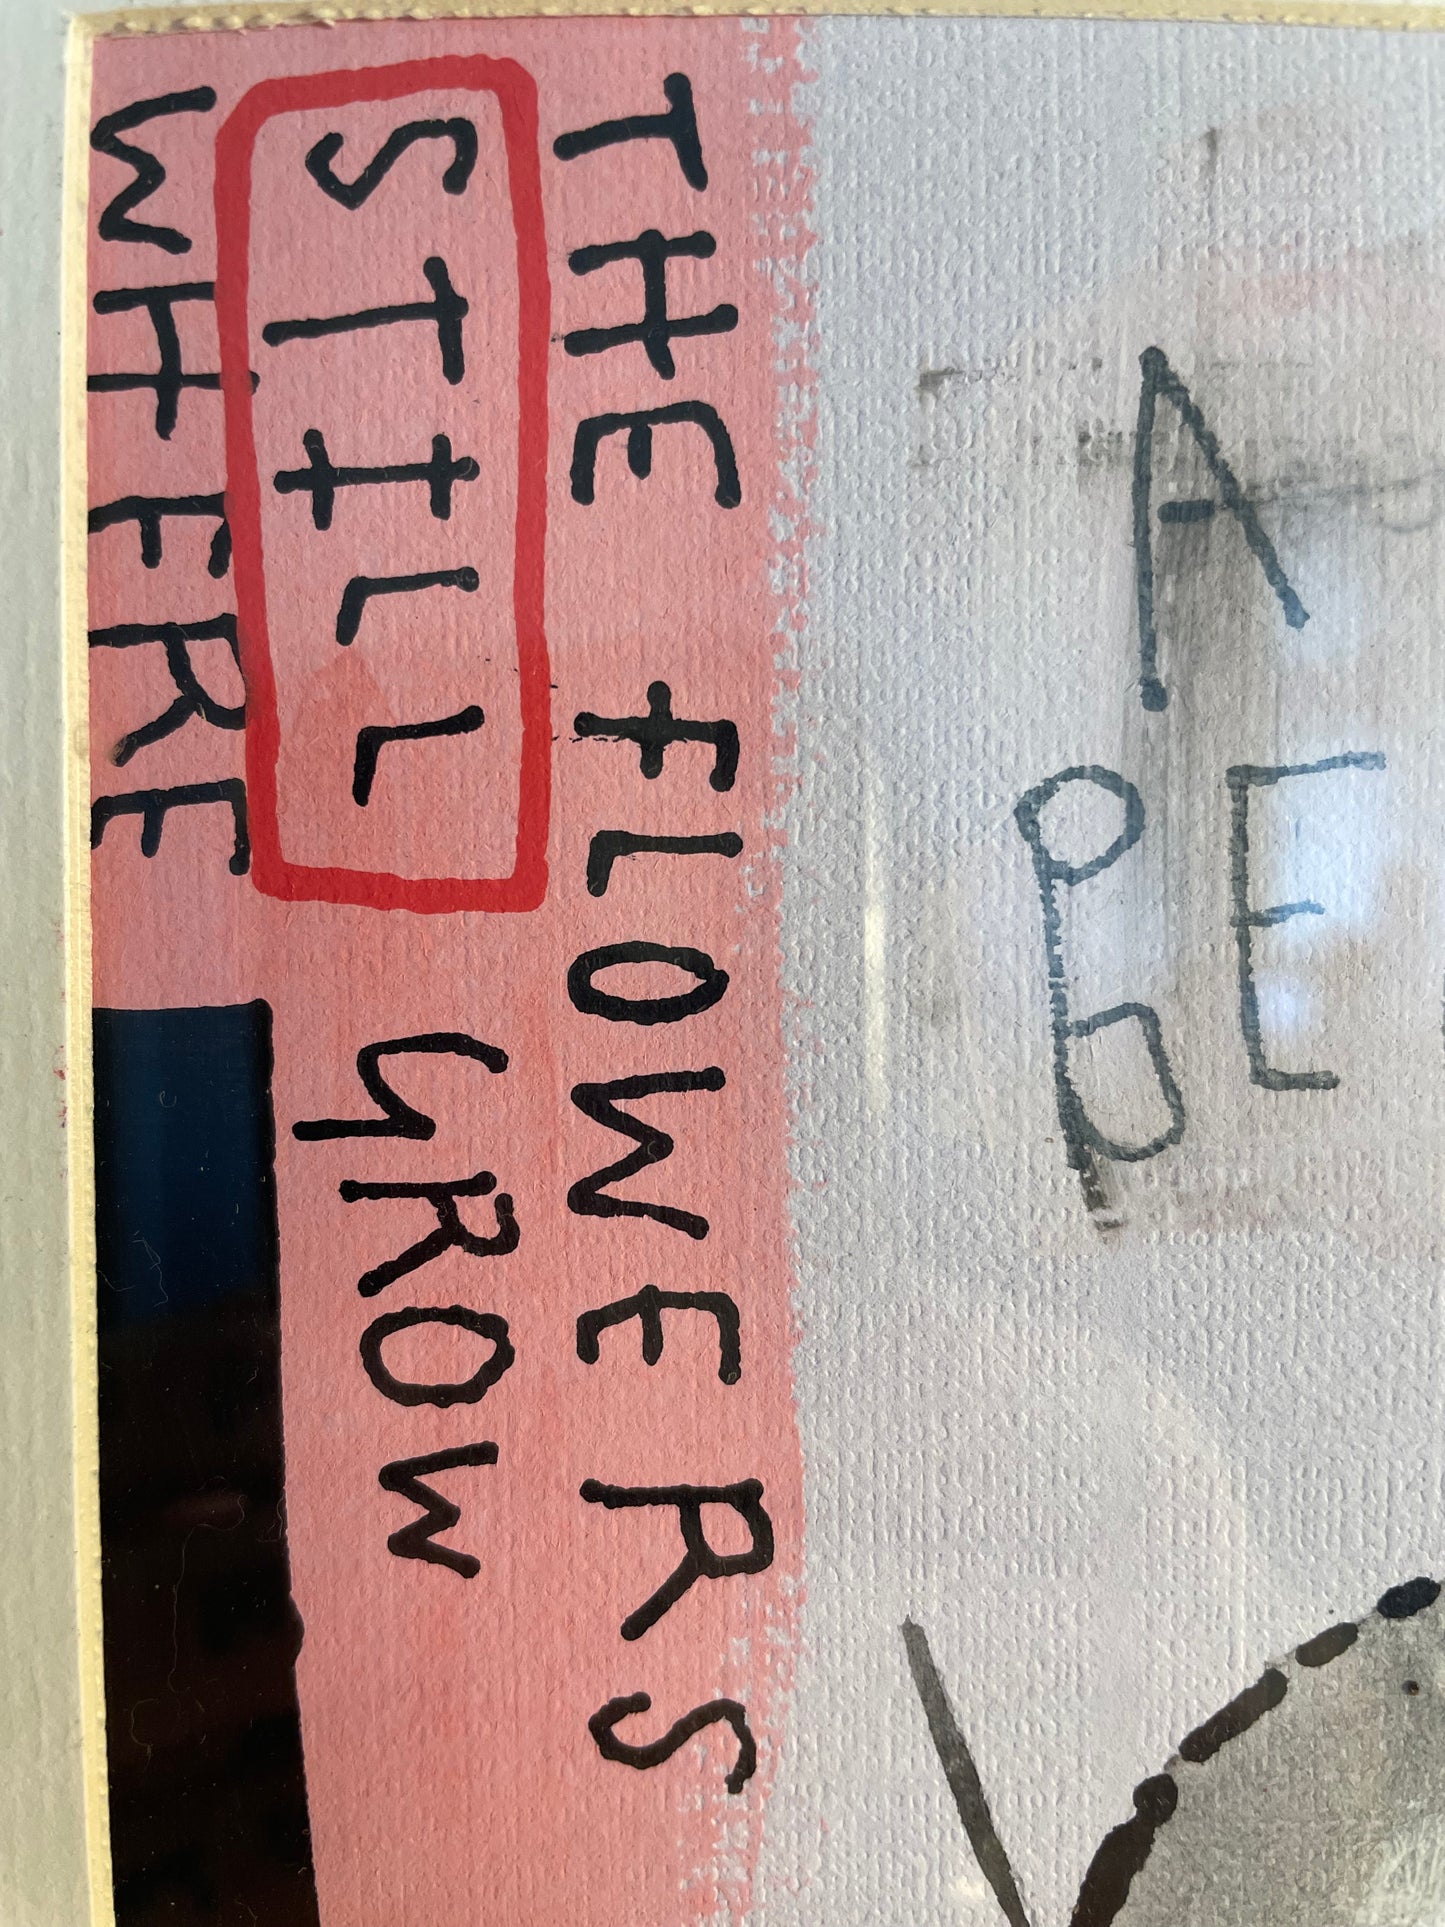 THE FLOWERS
STILL GROW
WHERE
A